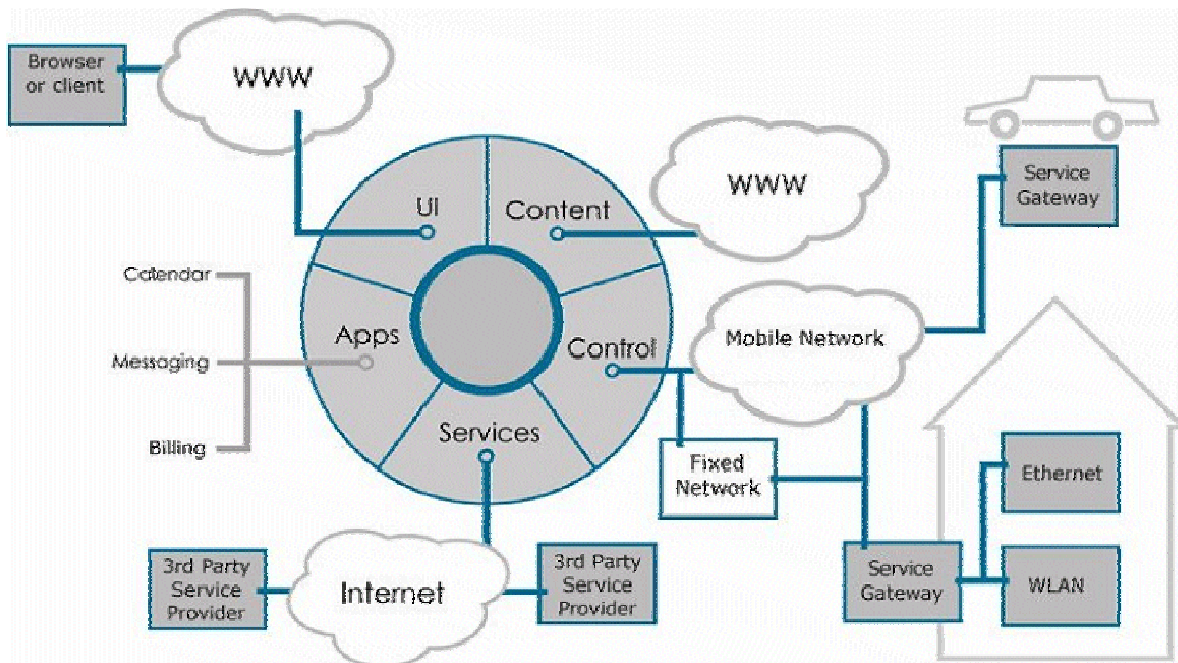 Browser
or client
WWW
WWW
Service
Gateway
UI
Content
Calendar
Messaging
Billing
Apps
Control
Mobile Network
Services
Fixed
Network
Ethernet
WLAN
Service
Gateway
3rd Party
Service
Provider
Internet
3rd Party
Service
Provider